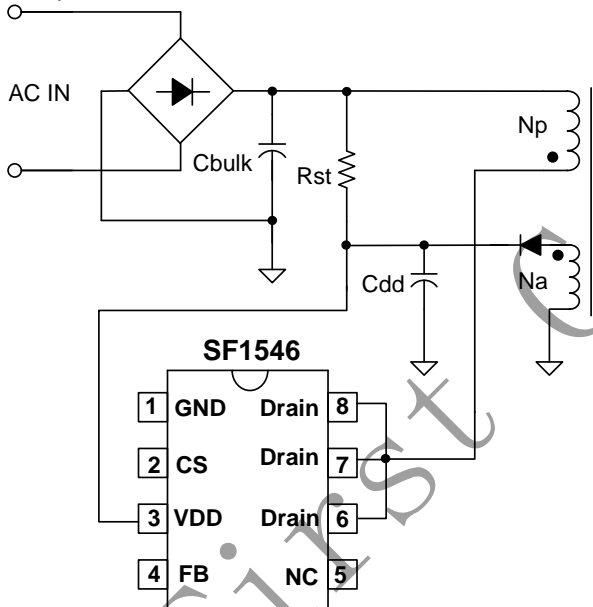 AC IN
Np
Cbulk
Rst
Cdd
Na
SF1546
1 GND Drain 8
2 CS Drain 7
3 VDD Drain 6
4 FB NC 5